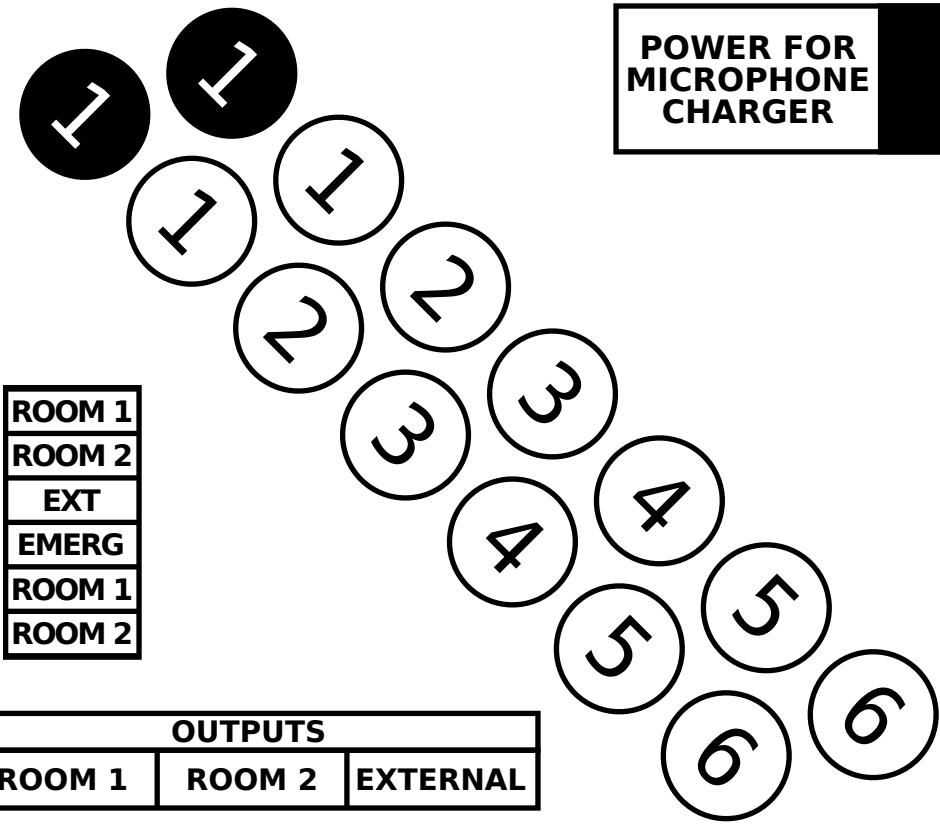 1
1
POWER FOR
MICROPHONE
CHARGER
1
1
2
2
3
3
4
4
5
5
6
6
ROOM 1
ROOM 2
EXT
EMERG
ROOM 1
ROOM 2
OUTPUTS
ROOM 1 ROOM 2 EXTERNAL